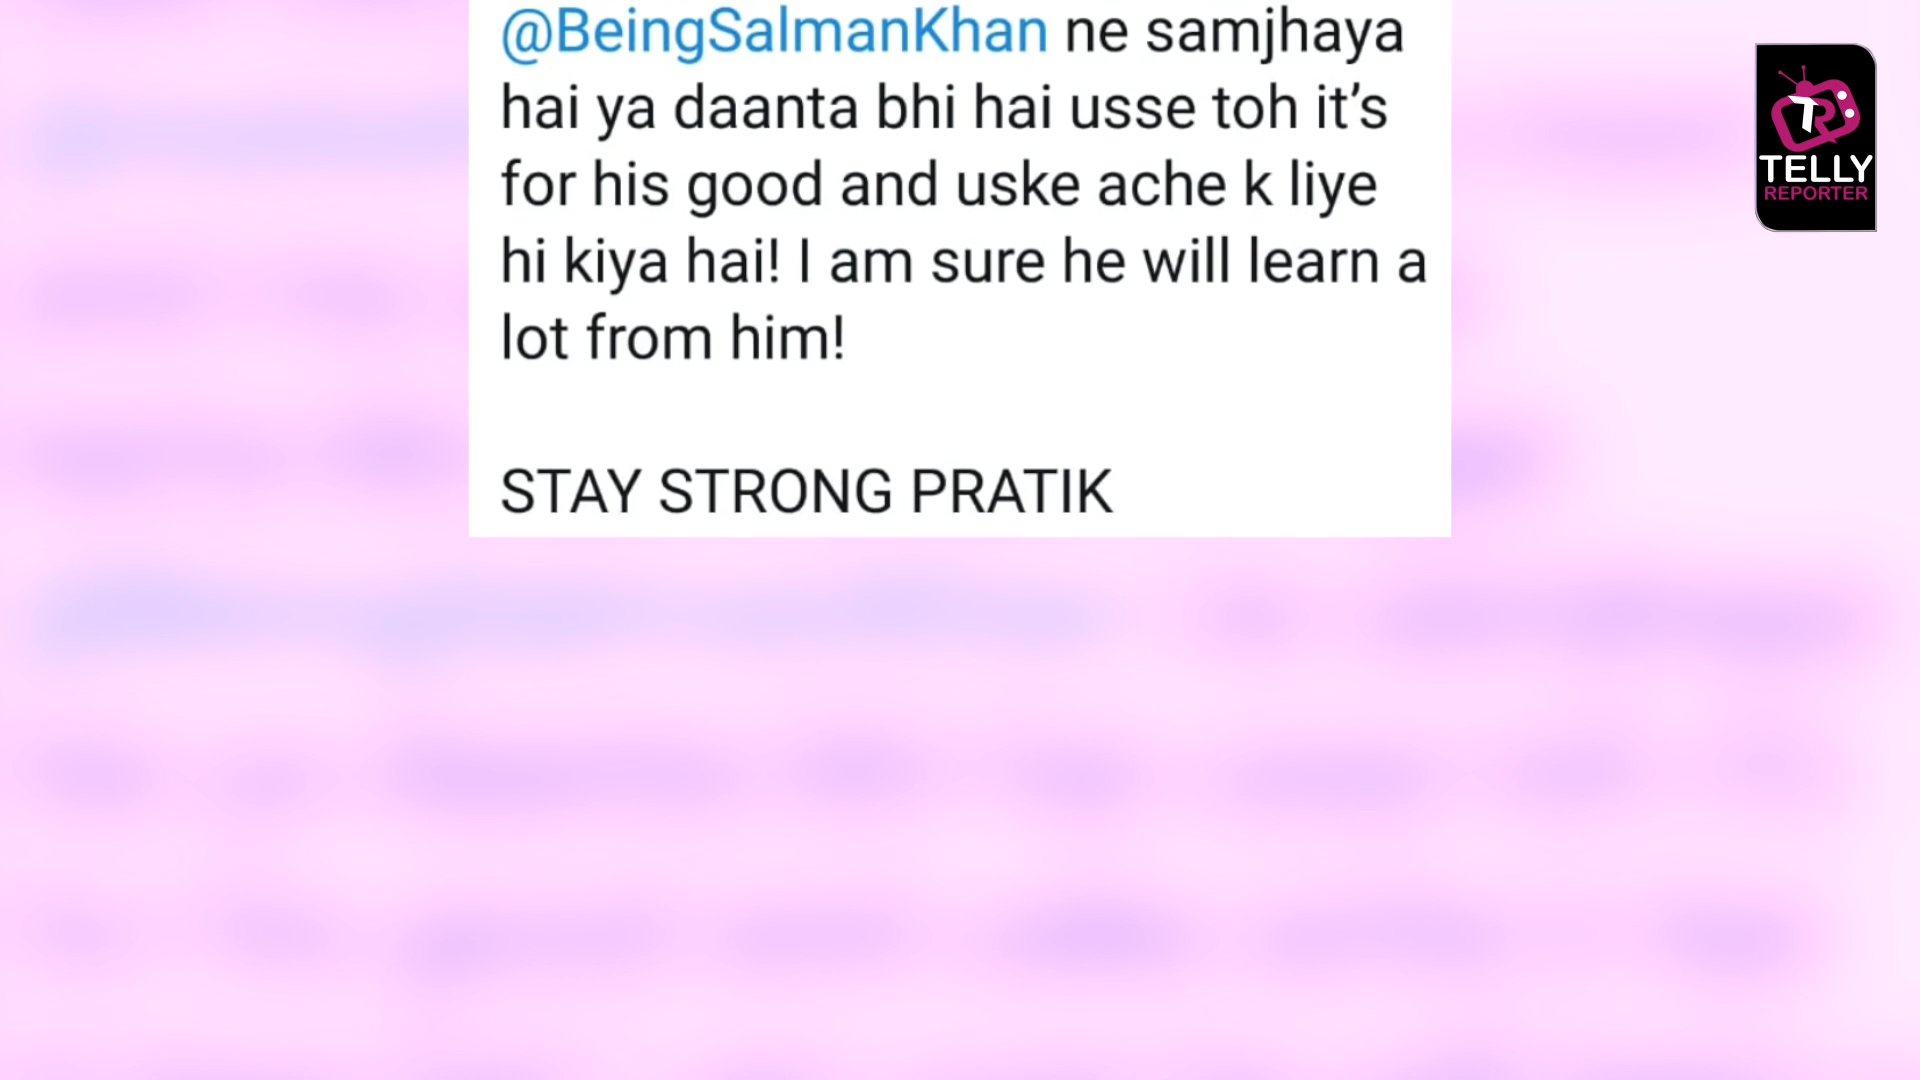 @BeingSalmanKhan ne samjhaya
hai ya daanta bhi hai usse toh it’s
for his good and uske ache k liye
hi kiya hai! I am sure he will learn a
lot from him!
STAY STRONG PRATIK
TR
TELLY
REPORTER